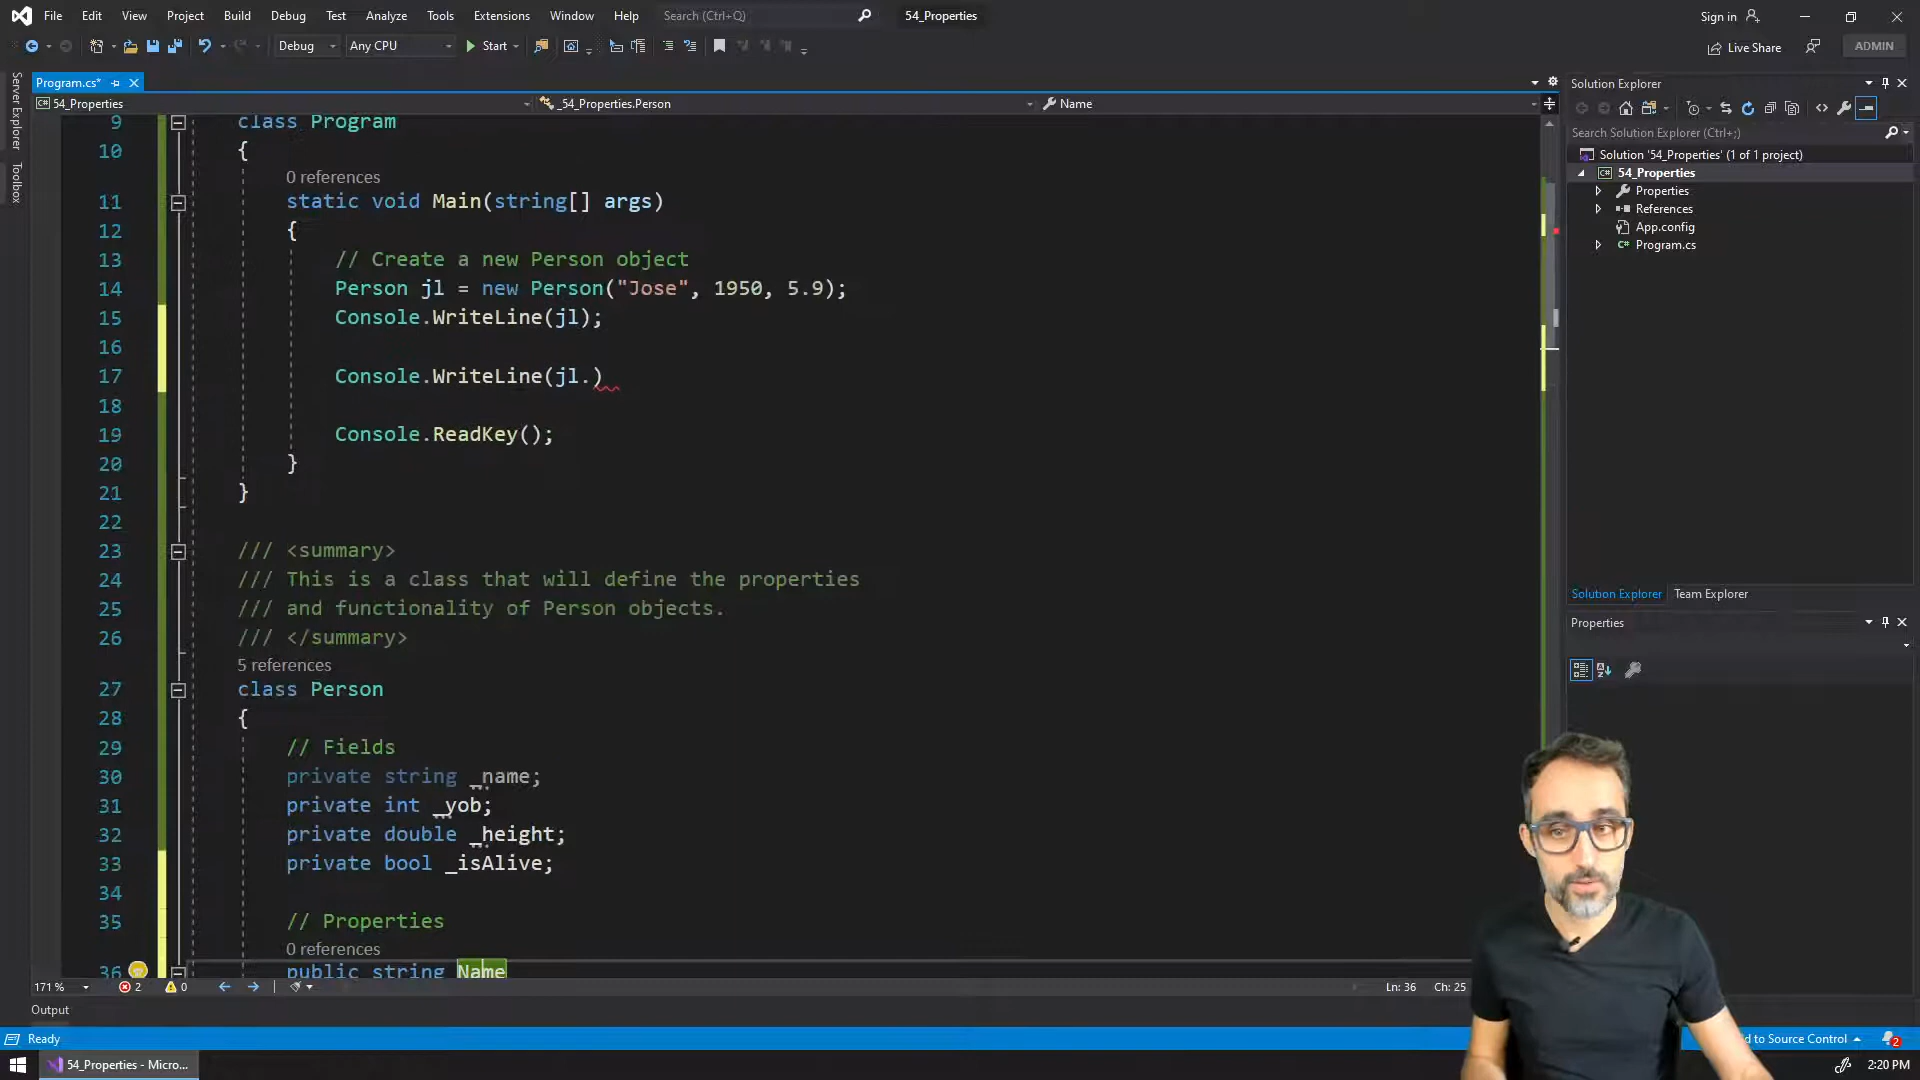 File Edit View Project Build Debug Test Analyze Tools Extensions Window Help Search (Ctrl+Q) 54_Properties Sign in
Debug Any CPU Start Live Share ADMIN
Server Explorer
Toolbox
Program.cs*
54_Properties _54_Properties.Person Name
9 class Program
10 {
0 references
11 static void Main(string[] args)
12 {
13 // Create a new Person object
14 Person jl = new Person("Jose", 1950, 5.9);
15 Console.WriteLine(jl);
16
17 Console.WriteLine(jl.)
18
19 Console.ReadKey();
20 }
21 }
22
23 /// <summary>
24 /// This is a class that will define the properties
25 /// and functionality of Person objects.
26 /// </summary>
5 references
27 class Person
28 {
29 // Fields
30 private string _name;
31 private int _yob;
32 private double _height;
33 private bool _isAlive;
34
35 // Properties
0 references
36 public string Name
171 % 2 0 Ln: 36 Ch: 25
Output
Ready
Solution Explorer
Search Solution Explorer (Ctrl+;)
Solution '54_Properties' (1 of 1 project)
54_Properties
Properties
References
App.config
Program.cs
Solution Explorer Team Explorer
Properties
d to Source Control 2
54_Properties - Micro... 2:20 PM